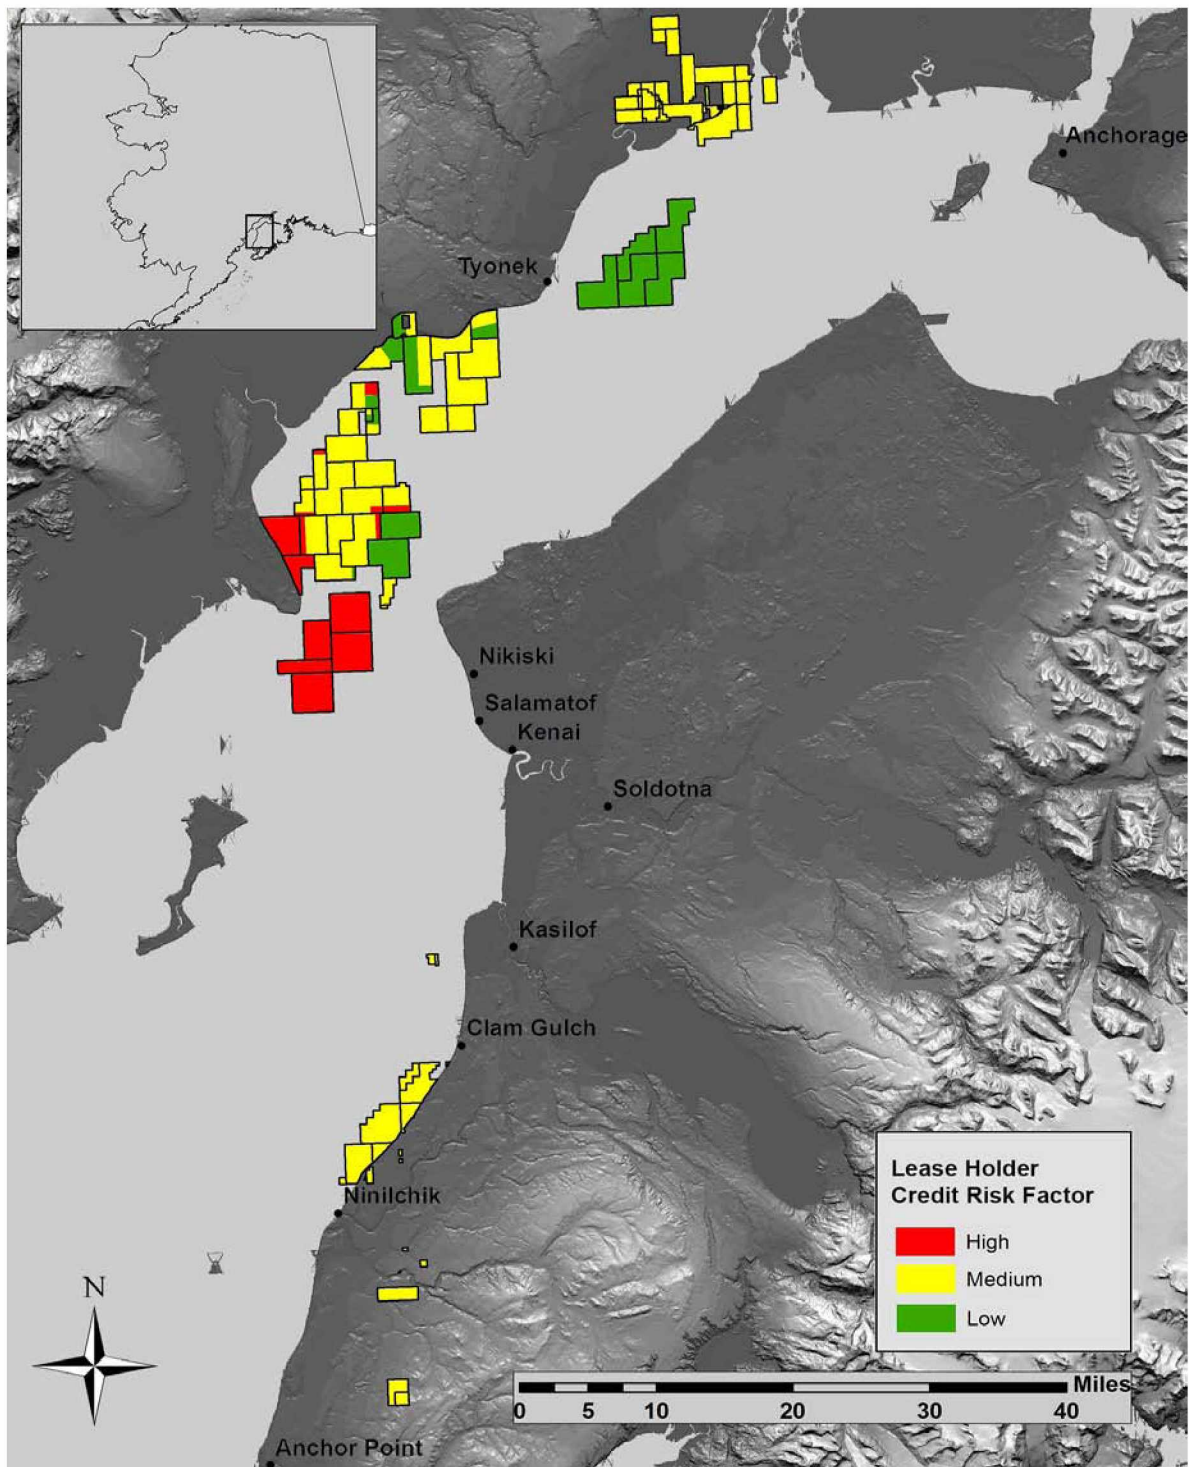 Anchorage
Tyonek
Nikiski
Salamatof
Kenai
Soldotna
Kasilof
Clam Gulch
Ninilchik
Lease Holder
Credit Risk Factor
High
Medium
Low
N
Miles
0 5 10 20 30 40
Anchor Point